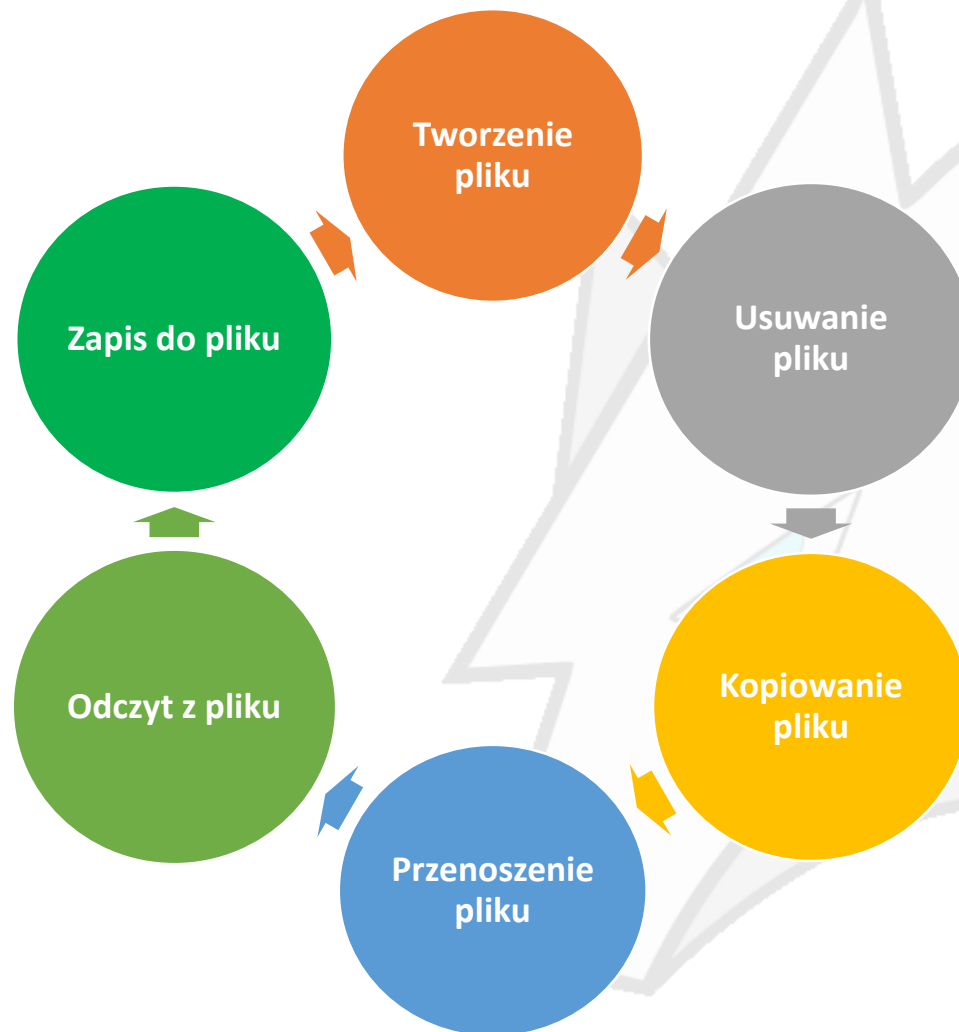 Tworzenie
pliku
Usuwanie
pliku
Kopiowanie
pliku
Przenoszenie
pliku
Odczyt z pliku
Zapis do pliku